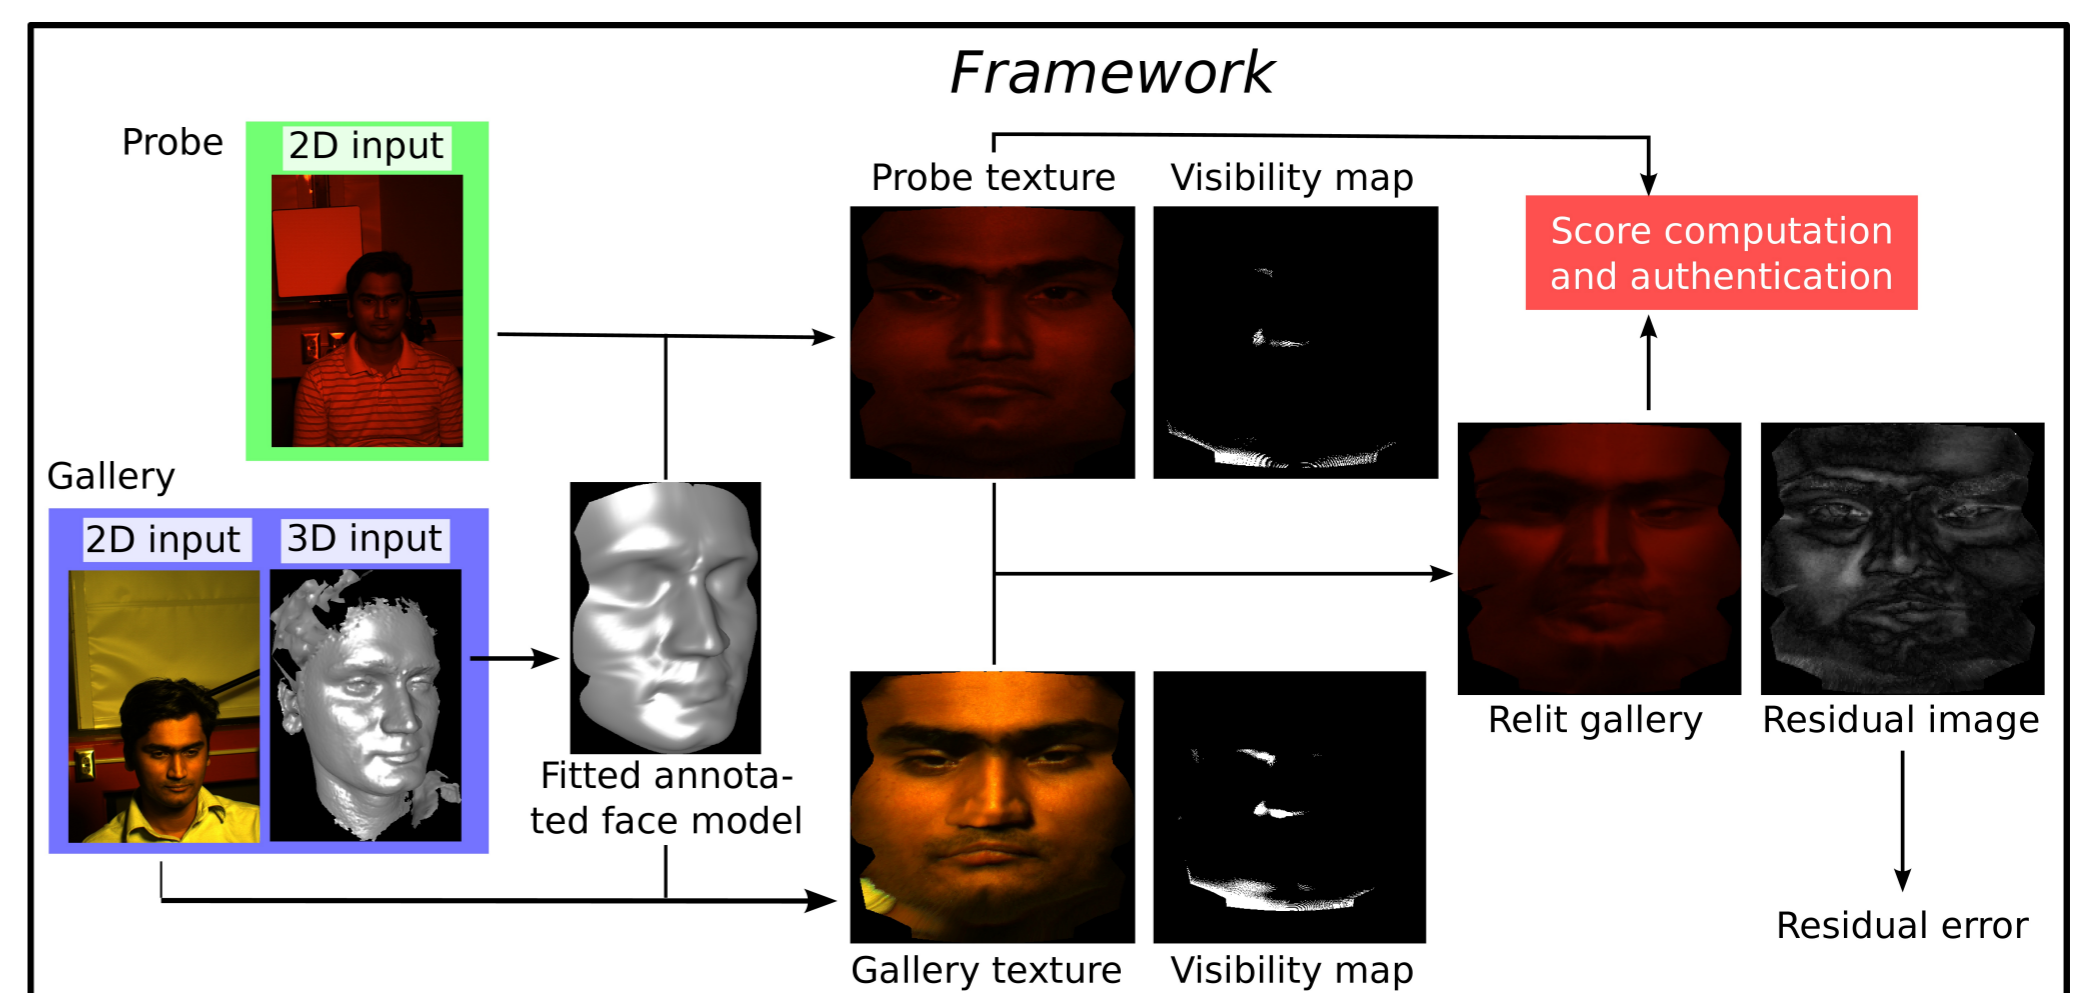 Framework
Probe
2D input
Probe texture
Visibility map
Score computation
and authentication
Gallery
2D input
3D input
Fitted annota-
ted face model
Relit gallery
Residual image
Residual error
Gallery texture
Visibility map